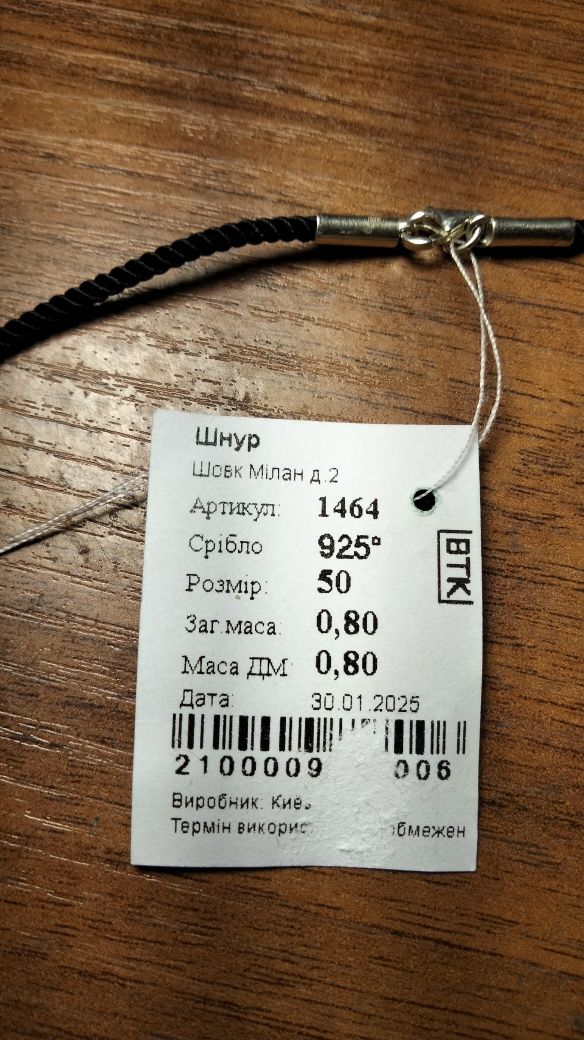 Шнур
Шовк Мілан д.2
Артикул: 1464
Срібло 925°
ВТК
Розмір: 50
Заг.маса: 0,80
Маса ДМ: 0,80
Дата: 30.01.2025
2100009 006
Виробник:
Термін